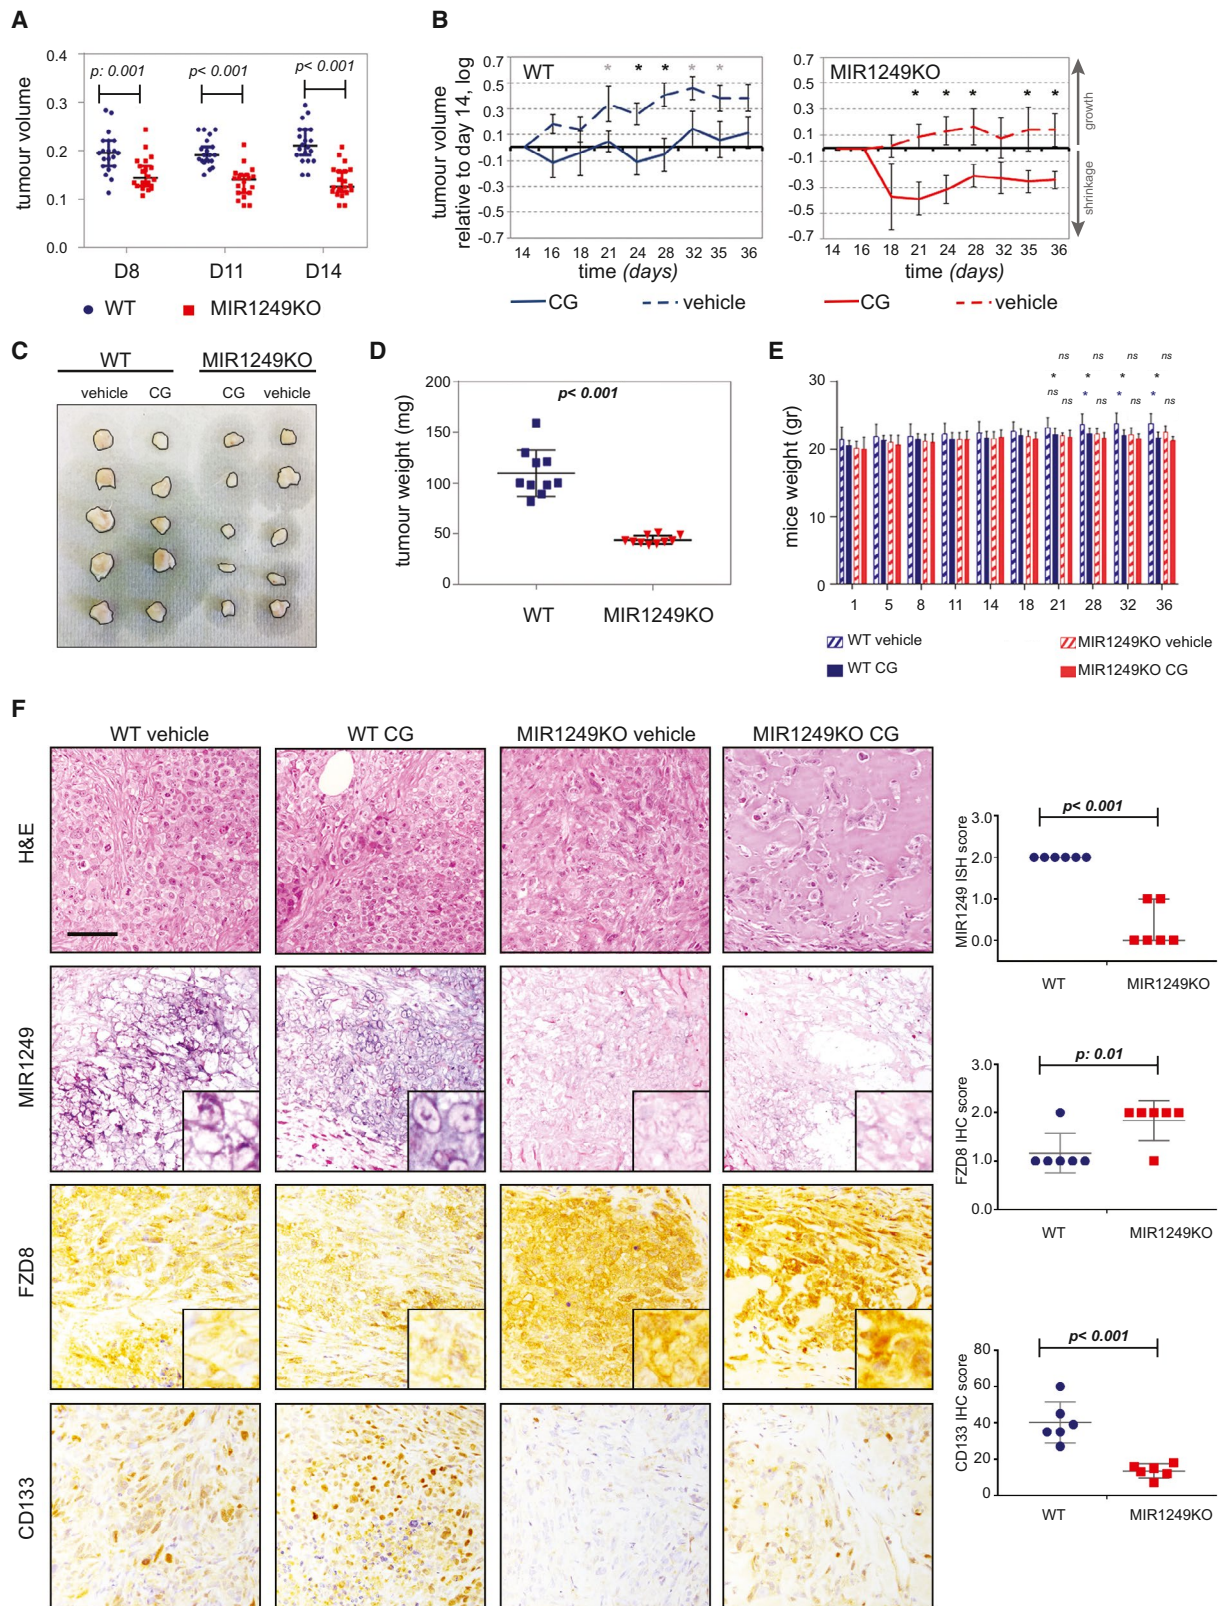 A
0.4
0.3
0.2
0.1
0.0
tumour volume
p: 0.001
p< 0.001
p< 0.001
D8
D11
D14
WT
MIR1249KO
B
tumour volume
relative to day 14, log
0.7
0.5
0.3
0.1
-0.1
-0.3
-0.5
-0.7
WT
* * * * *
14 16 18 21 24 28 32 35 36
time (days)
CG
vehicle
0.7
0.5
0.3
0.1
-0.1
-0.3
-0.5
-0.7
MIR1249KO
* * * * *
14 16 18 21 24 28 32 35 36
time (days)
CG
vehicle
growth
shrinkage
C
WT
MIR1249KO
vehicle CG CG vehicle
D
tumour weight (mg)
200
150
100
50
0
p< 0.001
WT
MIR1249KO
E
mice weight (gr)
30
20
10
0
ns ns ns ns
* * * *
ns * * *
ns ns ns ns
1 5 8 11 14 18 21 28 32 36
WT vehicle
MIR1249KO vehicle
WT CG
MIR1249KO CG
F
WT vehicle
WT CG
MIR1249KO vehicle
MIR1249KO CG
H&E
MIR1249
FZD8
CD133
MIR1249 ISH score
3.0
2.0
1.0
0.0
p< 0.001
WT
MIR1249KO
FZD8 IHC score
3.0
2.0
1.0
0.0
p: 0.01
WT
MIR1249KO
CD133 IHC score
80
60
40
20
0
p< 0.001
WT
MIR1249KO